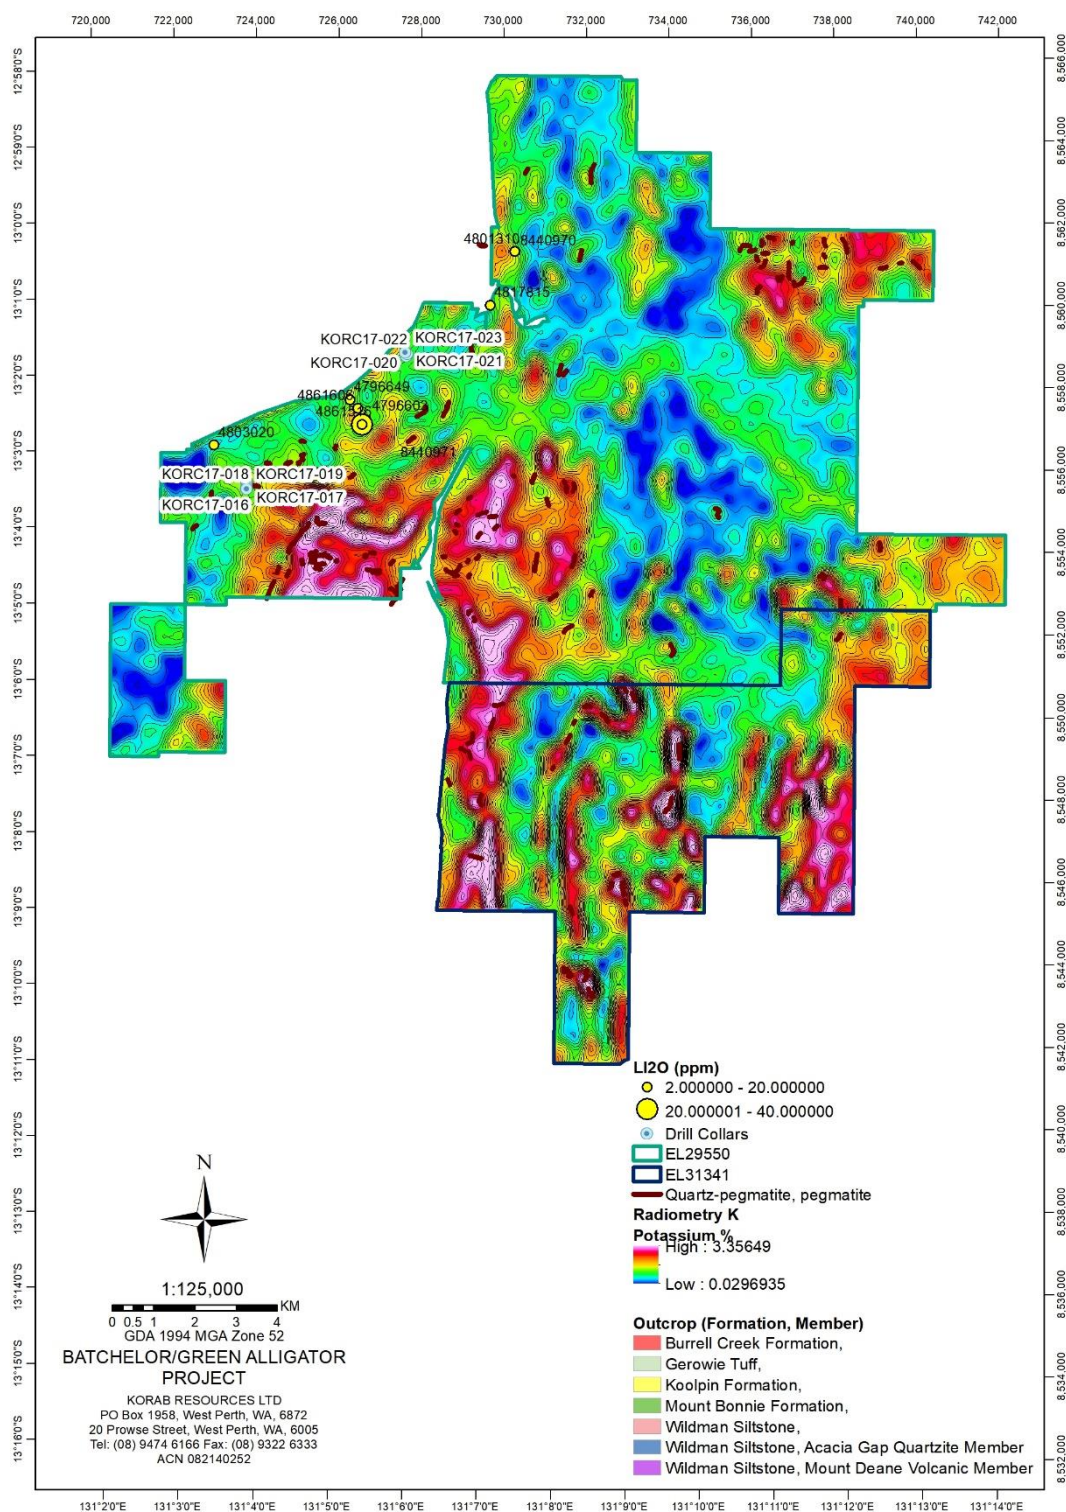 720,000 722,000 724,000 726,000 728,000 730,000 732,000 734,000 736,000 738,000 740,000 742,000
12°58'0"S
12°59'0"S
13°0'0"S
13°1'0"S
13°2'0"S
13°3'0"S
13°4'0"S
13°5'0"S
13°6'0"S
13°7'0"S
13°8'0"S
13°9'0"S
13°10'0"S
13°11'0"S
13°12'0"S
13°13'0"S
13°14'0"S
13°15'0"S
13°16'0"S
8,566,000
8,564,000
8,562,000
8,560,000
8,558,000
8,556,000
8,554,000
8,552,000
8,550,000
8,548,000
8,546,000
8,544,000
8,542,000
8,540,000
8,538,000
8,536,000
8,534,000
8,532,000
4801310 8440970
4817815
KORC17-022 KORC17-023
KORC17-020 KORC17-021
4796649
4803020
8440971
KORC17-018 KORC17-019
KORC17-016 KORC17-017
LI2O (ppm)
2.000000 - 20.000000
20.000001 - 40.000000
Drill Collars
EL29550
EL31341
Quartz-pegmatite, pegmatite
Radiometry K
Potassium %
High : 3.35649
Low : 0.0296935
Outcrop (Formation, Member)
Burrell Creek Formation,
Gerowie Tuff,
Koolpin Formation,
Mount Bonnie Formation,
Wildman Siltstone,
Wildman Siltstone, Acacia Gap Quartzite Member
Wildman Siltstone, Mount Deane Volcanic Member
N
1:125,000
KM
0 0.5 1 2 3 4
GDA 1994 MGA Zone 52
BATCHELOR/GREEN ALLIGATOR
PROJECT
KORAB RESOURCES LTD
PO Box 1958, West Perth, WA, 6872
20 Prowse Street, West Perth, WA, 6005
Tel: (08) 9474 6166 Fax: (08) 9322 6333
ACN 082140252
131°2'0"E 131°3'0"E 131°4'0"E 131°5'0"E 131°6'0"E 131°7'0"E 131°8'0"E 131°9'0"E 131°10'0"E 131°11'0"E 131°12'0"E 131°13'0"E 131°14'0"E